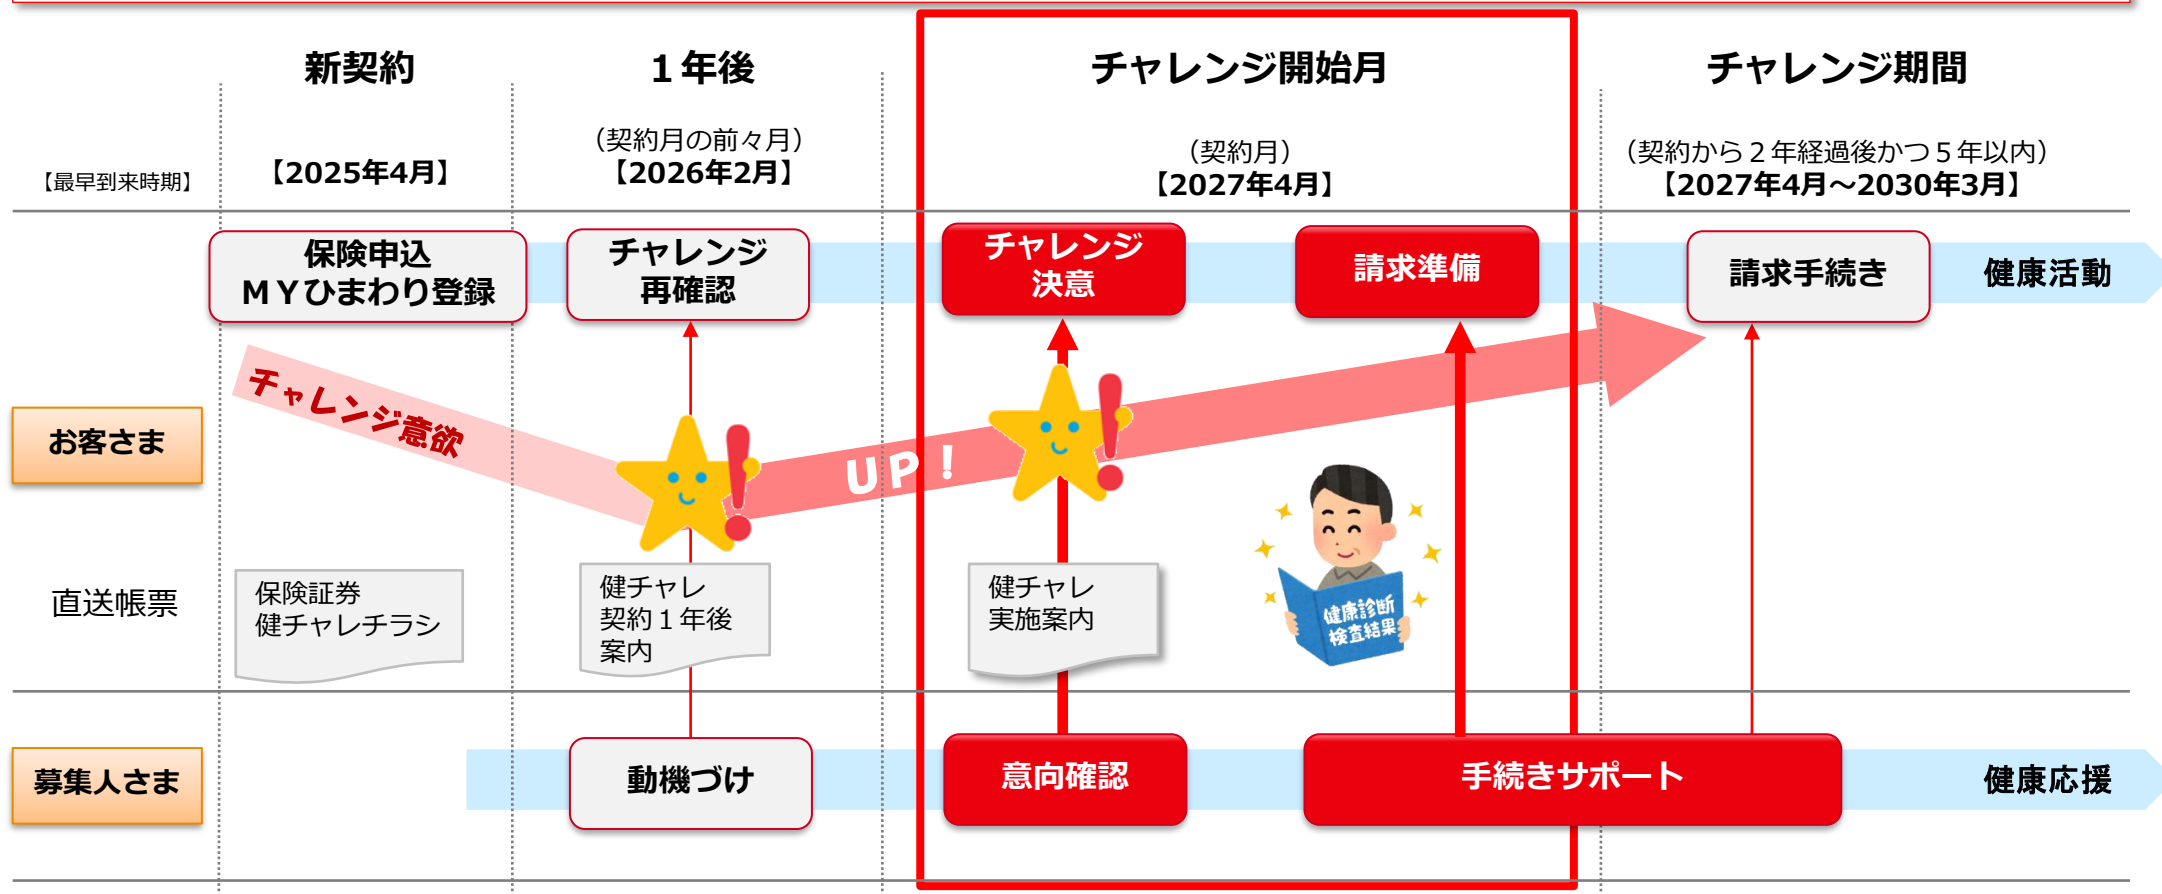 新契約
１年後
チャレンジ開始月
チャレンジ期間
【最早到来時期】
【2025年4月】
（契約月の前々月）
【2026年2月】
（契約月）
【2027年4月】
（契約から２年経過後かつ５年以内）
【2027年4月～2030年3月】
保険申込
ＭＹひまわり登録
チャレンジ
再確認
チャレンジ
決意
請求準備
請求手続き
健康活動
お客さま
チャレンジ意欲
UP！
直送帳票
保険証券
健チャレチラシ
健チャレ
契約１年後
案内
健チャレ
実施案内
健康診断
検査結果
募集人さま
動機づけ
意向確認
手続きサポート
健康応援